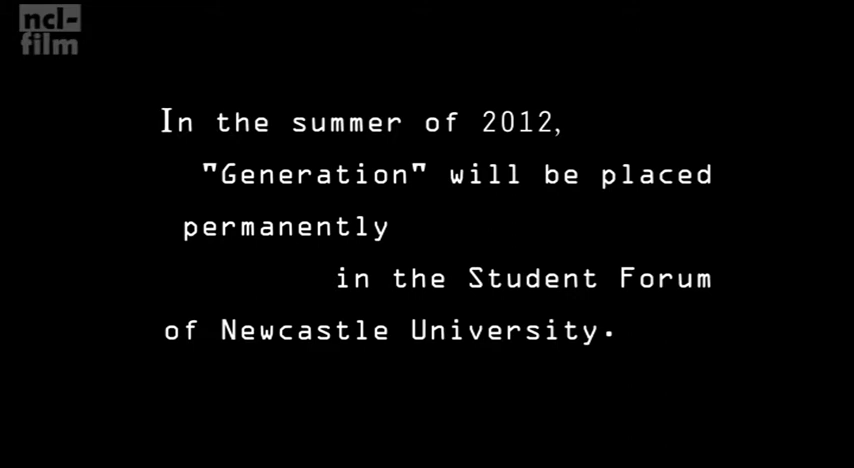 ncl-
film
In the summer of 2012,
"Generation" will be placed
permanently
in the Student Forum
of Newcastle University.